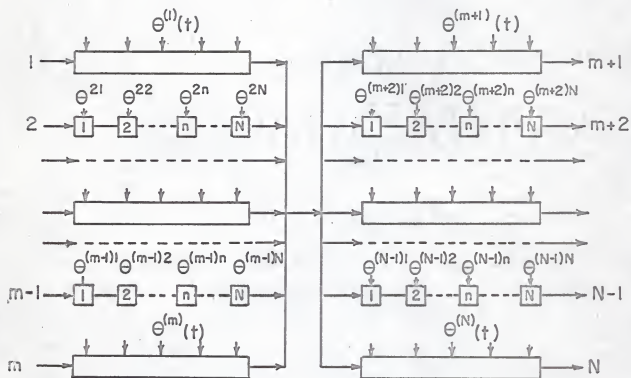 Θ^(1)(t) Θ^(m+1)(t)
1 m+1
Θ^21 Θ^22 Θ^2n Θ^2N Θ^(m+2)1 Θ^(m+2)2 Θ^(m+2)n Θ^(m+2)N
2 1 2 n N 1 2 n N m+2
Θ^(m-1)1 Θ^(m-1)2 Θ^(m-1)n Θ^(m-1)N Θ^(N-1)1 Θ^(N-1)2 Θ^(N-1)n Θ^(N-1)N
m-1 1 2 n N 1 2 n N N-1
Θ^(m)(t) Θ^(N)(t)
m N